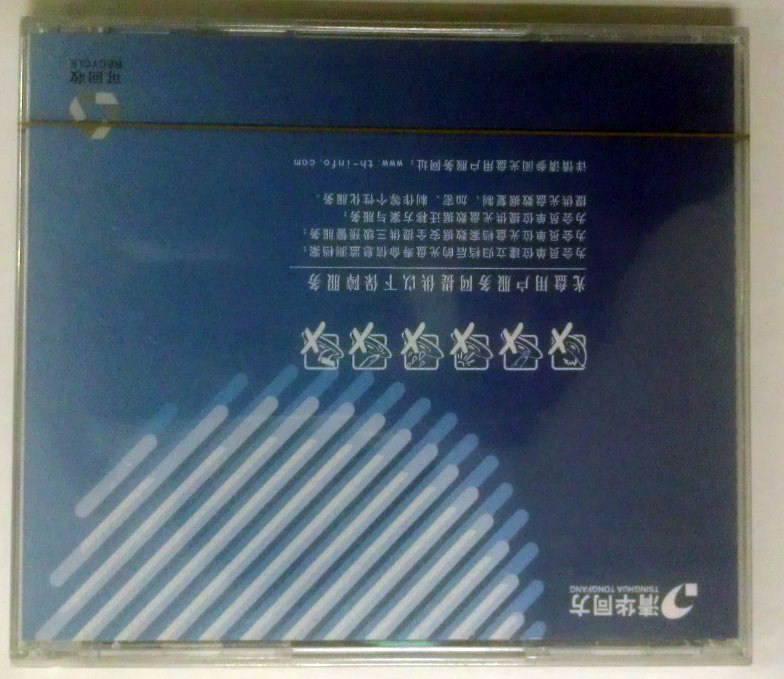 清华同方
TSINGHUA TONGFANG
光盘用户服务网提供以下保障服务
为会员单位建立归档后的光盘寿命信息监测档案；
为会员单位光盘档案数据安全提供三级预警服务；
为会员单位提供光盘数据迁移方案与服务；
提供光盘数据复制、加密、制作等个性化服务。
详情请参阅光盘用户服务网址：www.th-info.com
RECYCLE
可回收